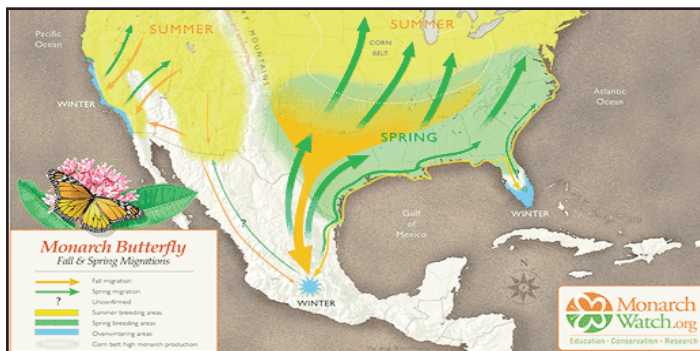 Pacific
Ocean
SUMMER
SUMMER
CORN
BELT
MOUNTAINS
Atlantic
Ocean
WINTER
SPRING
Gulf
of
Mexico
WINTER
?
WINTER
N
Monarch Butterfly
Fall & Spring Migrations
Fall migration
Spring migration
? Unconfirmed
Summer breeding areas
Spring breeding areas
Overwintering areas
Corn belt high monarch production
Monarch
Watch.org
Education • Conservation • Research